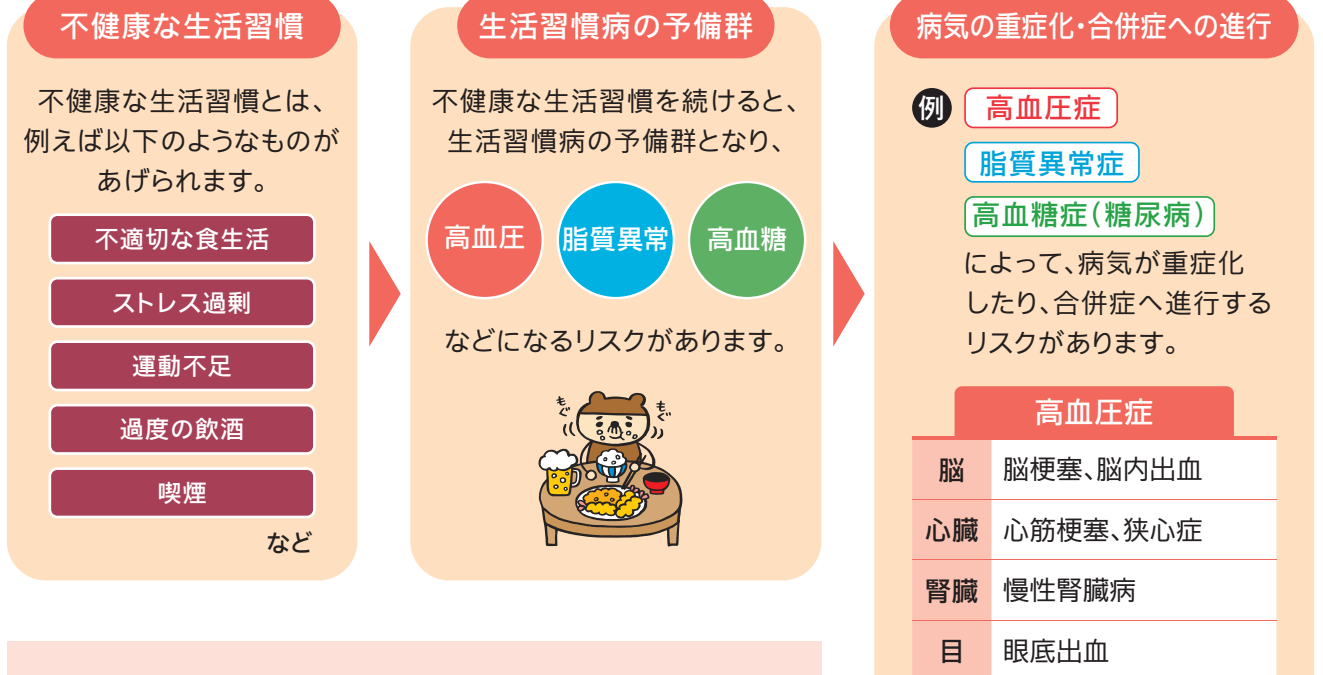 不健康な生活習慣
不健康な生活習慣とは、
例えば以下のようなものが
あげられます。
不適切な食生活
ストレス過剰
運動不足
過度の飲酒
喫煙
など
生活習慣病の予備群
不健康な生活習慣を続けると、
生活習慣病の予備群となり、
高血圧
脂質異常
高血糖
などになるリスクがあります。
もぐ
もぐ
病気の重症化・合併症への進行
例 高血圧症
脂質異常症
高血糖症(糖尿病)
によって、病気が重症化
したり、合併症へ進行する
リスクがあります。
高血圧症
脳 脳梗塞、脳内出血
心臓 心筋梗塞、狭心症
腎臓 慢性腎臓病
目 眼底出血